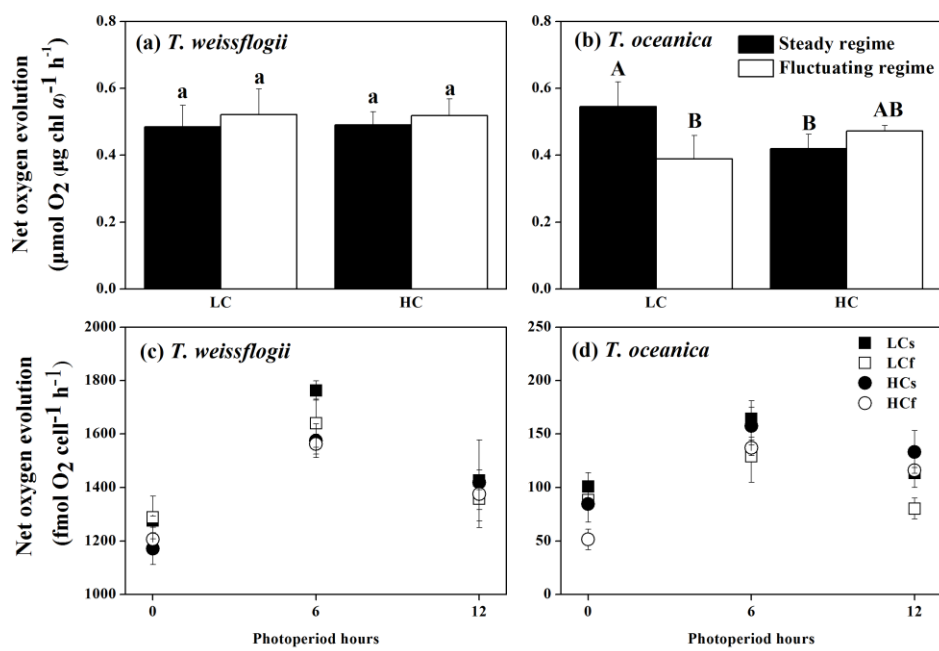 Net oxygen evolution
(μmol O2 (μg chl a)-1 h-1)
0.8
0.6
0.4
0.2
0.0
(a) T. weissflogii
a
a
a
a
LC
HC
0.8
0.6
0.4
0.2
0.0
(b) T. oceanica
Steady regime
Fluctuating regime
A
B
B
AB
LC
HC
Net oxygen evolution
(fmol O2 cell-1 h-1)
2000
1800
1600
1400
1200
1000
(c) T. weissflogii
0
6
12
Photoperiod hours
250
200
150
100
50
0
(d) T. oceanica
LCs
LCf
HCs
HCf
0
6
12
Photoperiod hours